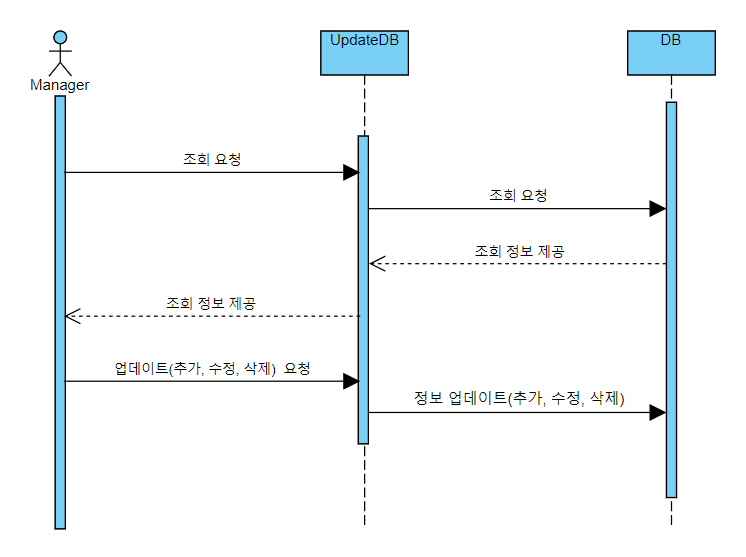 Manager
UpdateDB
DB
조회 요청
조회 요청
조회 정보 제공
조회 정보 제공
업데이트(추가, 수정, 삭제) 요청
정보 업데이트(추가, 수정, 삭제)